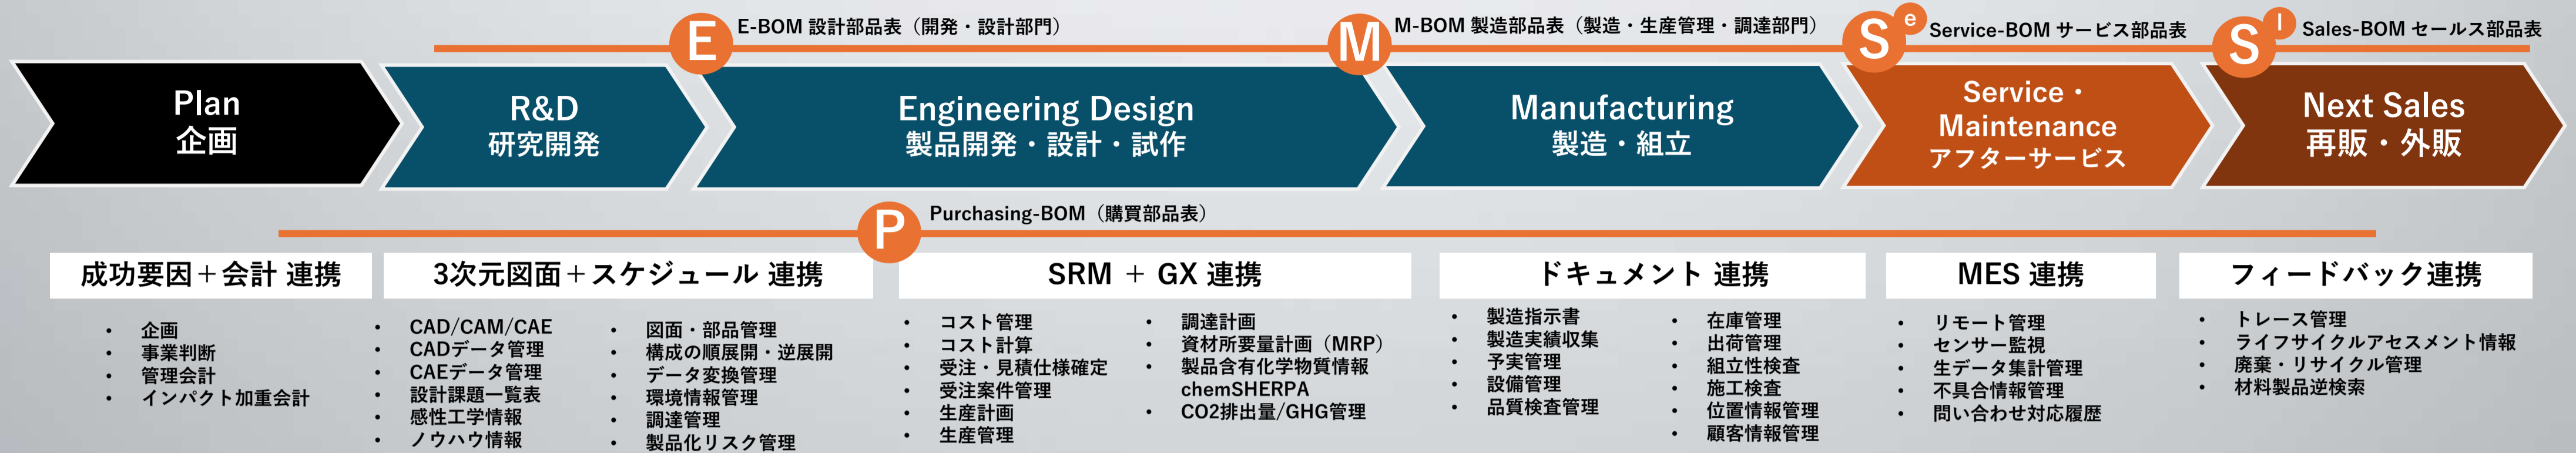 E
E-BOM 設計部品表（開発・設計部門）
M
M-BOM 製造部品表（製造・生産管理・調達部門）
S e
Service-BOM サービス部品表
S l
Sales-BOM セールス部品表
Plan
企画
R&D
研究開発
Engineering Design
製品開発・設計・試作
Manufacturing
製造・組立
Service・
Maintenance
アフターサービス
Next Sales
再販・外販
P
Purchasing-BOM（購買部品表）
成功要因＋会計 連携
• 企画
• 事業判断
• 管理会計
• インパクト加重会計
3次元図面＋スケジュール 連携
• CAD/CAM/CAE
• CADデータ管理
• CAEデータ管理
• 設計課題一覧表
• 感性工学情報
• ノウハウ情報
• 図面・部品管理
• 構成の順展開・逆展開
• データ変換管理
• 環境情報管理
• 調達管理
• 製品化リスク管理
SRM ＋ GX 連携
• コスト管理
• コスト計算
• 受注・見積仕様確定
• 受注案件管理
• 生産計画
• 生産管理
• 調達計画
• 資材所要量計画（MRP）
• 製品含有化学物質情報
chemSHERPA
• CO2排出量/GHG管理
ドキュメント 連携
• 製造指示書
• 製造実績収集
• 予実管理
• 設備管理
• 品質検査管理
• 在庫管理
• 出荷管理
• 組立性検査
• 施工検査
• 位置情報管理
• 顧客情報管理
MES 連携
• リモート管理
• センサー監視
• 生データ集計管理
• 不具合情報管理
• 問い合わせ対応履歴
フィードバック連携
• トレース管理
• ライフサイクルアセスメント情報
• 廃棄・リサイクル管理
• 材料製品逆検索